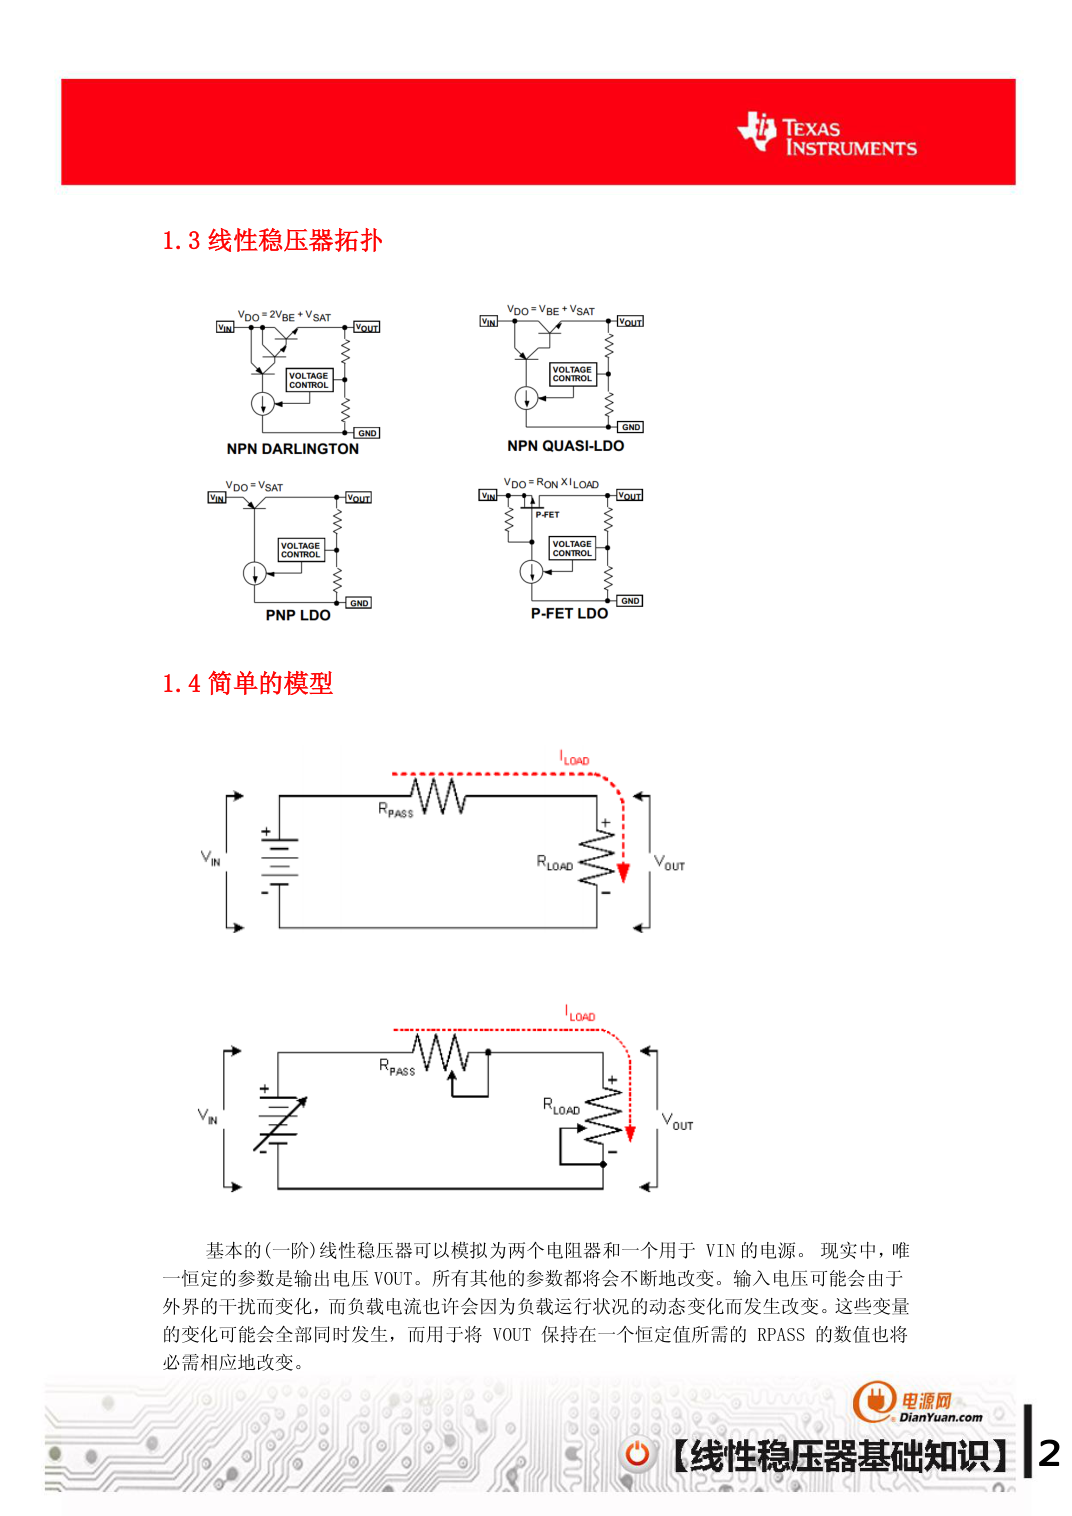 TEXAS
INSTRUMENTS
1.3 线性稳压器拓扑
VDO = 2VBE + VSAT
VIN
VOUT
VOLTAGE
CONTROL
GND
NPN DARLINGTON
VDO = VBE + VSAT
VIN
VOUT
VOLTAGE
CONTROL
GND
NPN QUASI-LDO
VDO = VSAT
VIN
VOUT
VOLTAGE
CONTROL
GND
PNP LDO
VDO = RON X ILOAD
VIN
VOUT
P-FET
VOLTAGE
CONTROL
GND
P-FET LDO
1.4 简单的模型
ILOAD
RPASS
+
+
VIN
RLOAD
VOUT
-
-
ILOAD
RPASS
+
+
VIN
RLOAD
VOUT
-
-
基本的(一阶)线性稳压器可以模拟为两个电阻器和一个用于 VIN 的电源。 现实中,唯
一恒定的参数是输出电压 VOUT。所有其他的参数都将会不断地改变。输入电压可能会由于
外界的干扰而变化,而负载电流也许会因为负载运行状况的动态变化而发生改变。这些变量
的变化可能会全部同时发生，而用于将 VOUT 保持在一个恒定值所需的 RPASS 的数值也将
必需相应地改变。
电源网
DianYuan.com
【线性稳压器基础知识】 2